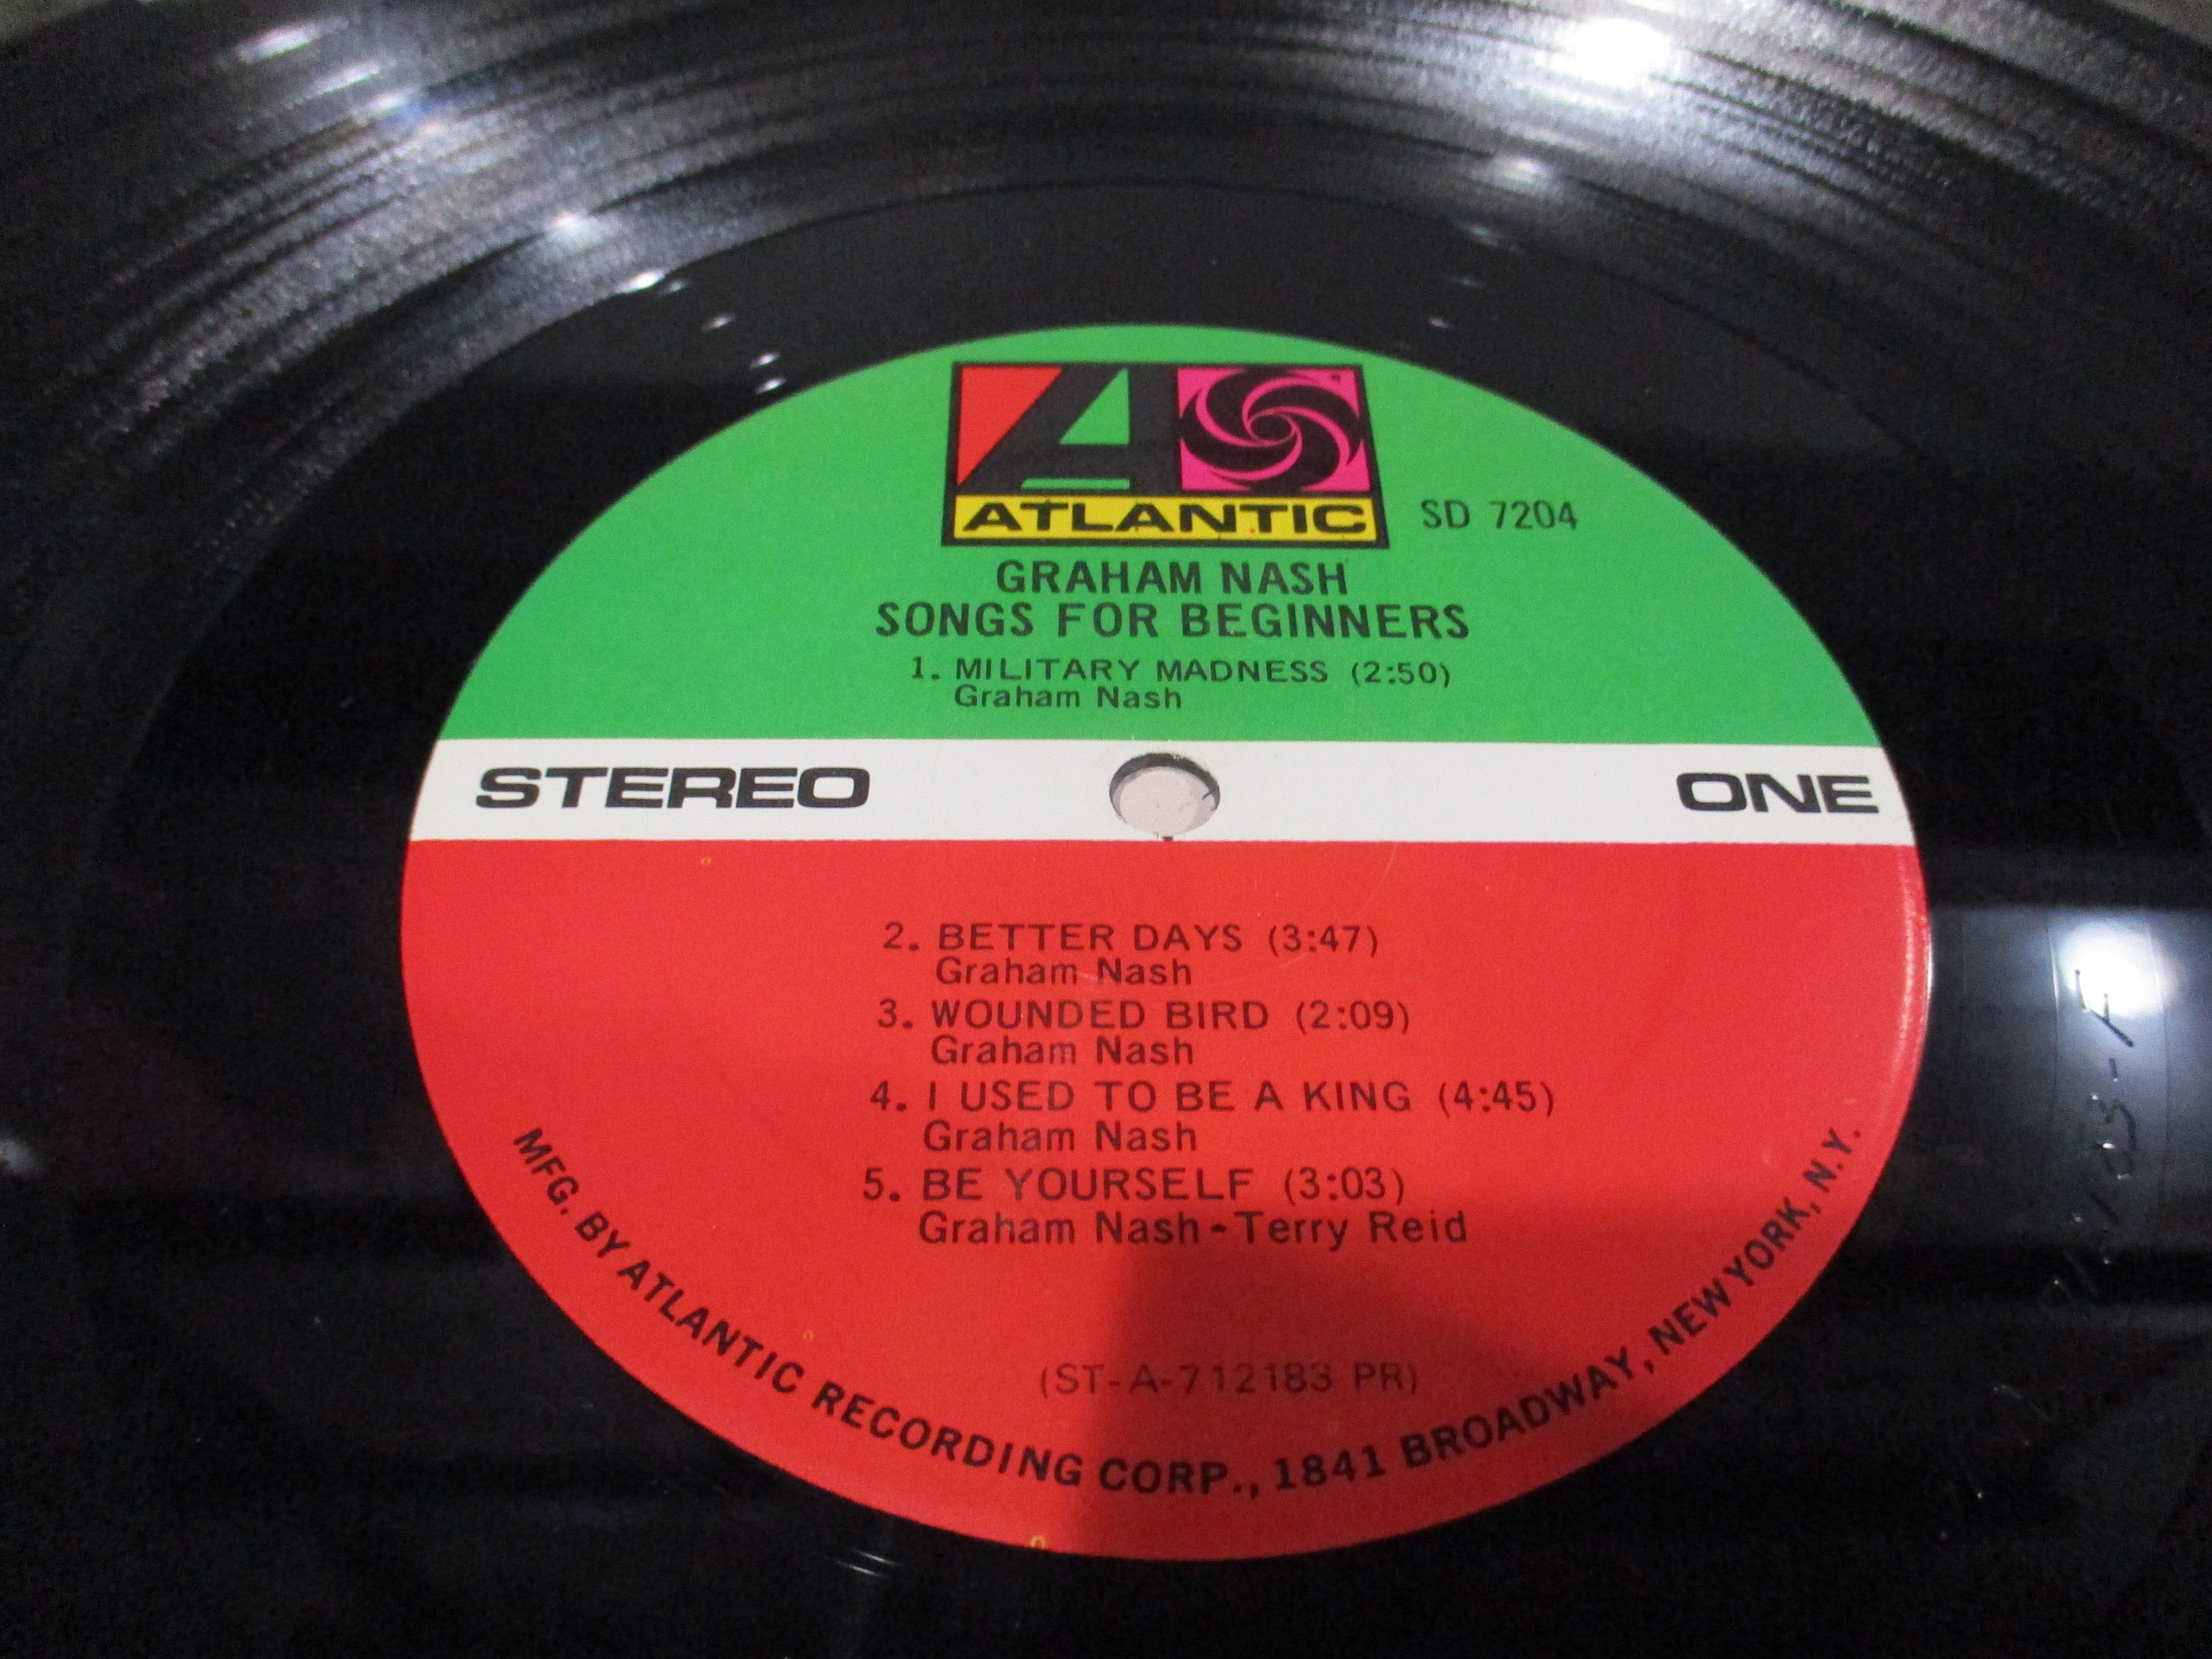 ATLANTIC
SD 7204
GRAHAM NASH
SONGS FOR BEGINNERS
1. MILITARY MADNESS (2:50)
Graham Nash
STEREO
ONE
2. BETTER DAYS (3:47)
Graham Nash
3. WOUNDED BIRD (2:09)
Graham Nash
4. I USED TO BE A KING (4:45)
Graham Nash
5. BE YOURSELF (3:03)
Graham Nash-Terry Reid
(ST-A-712183 PR)
MFG. BY ATLANTIC RECORDING CORP., 1841 BROADWAY, NEW YORK, N.Y.